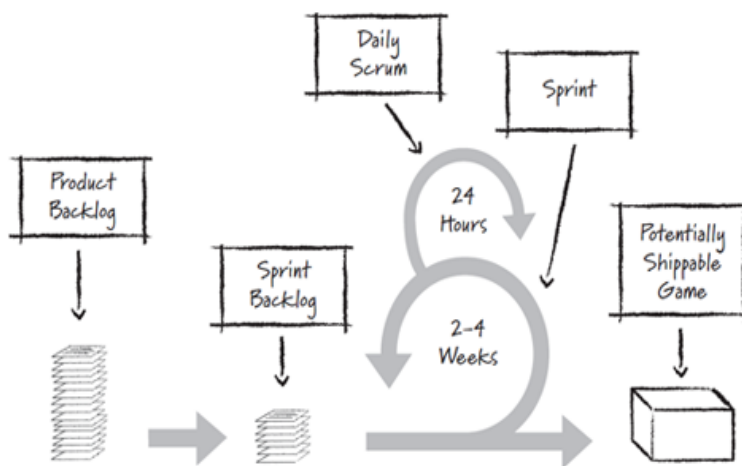 Daily
Scrum
Sprint
Product
Backlog
24
Hours
Potentially
Shippable
Game
Sprint
Backlog
2-4
Weeks